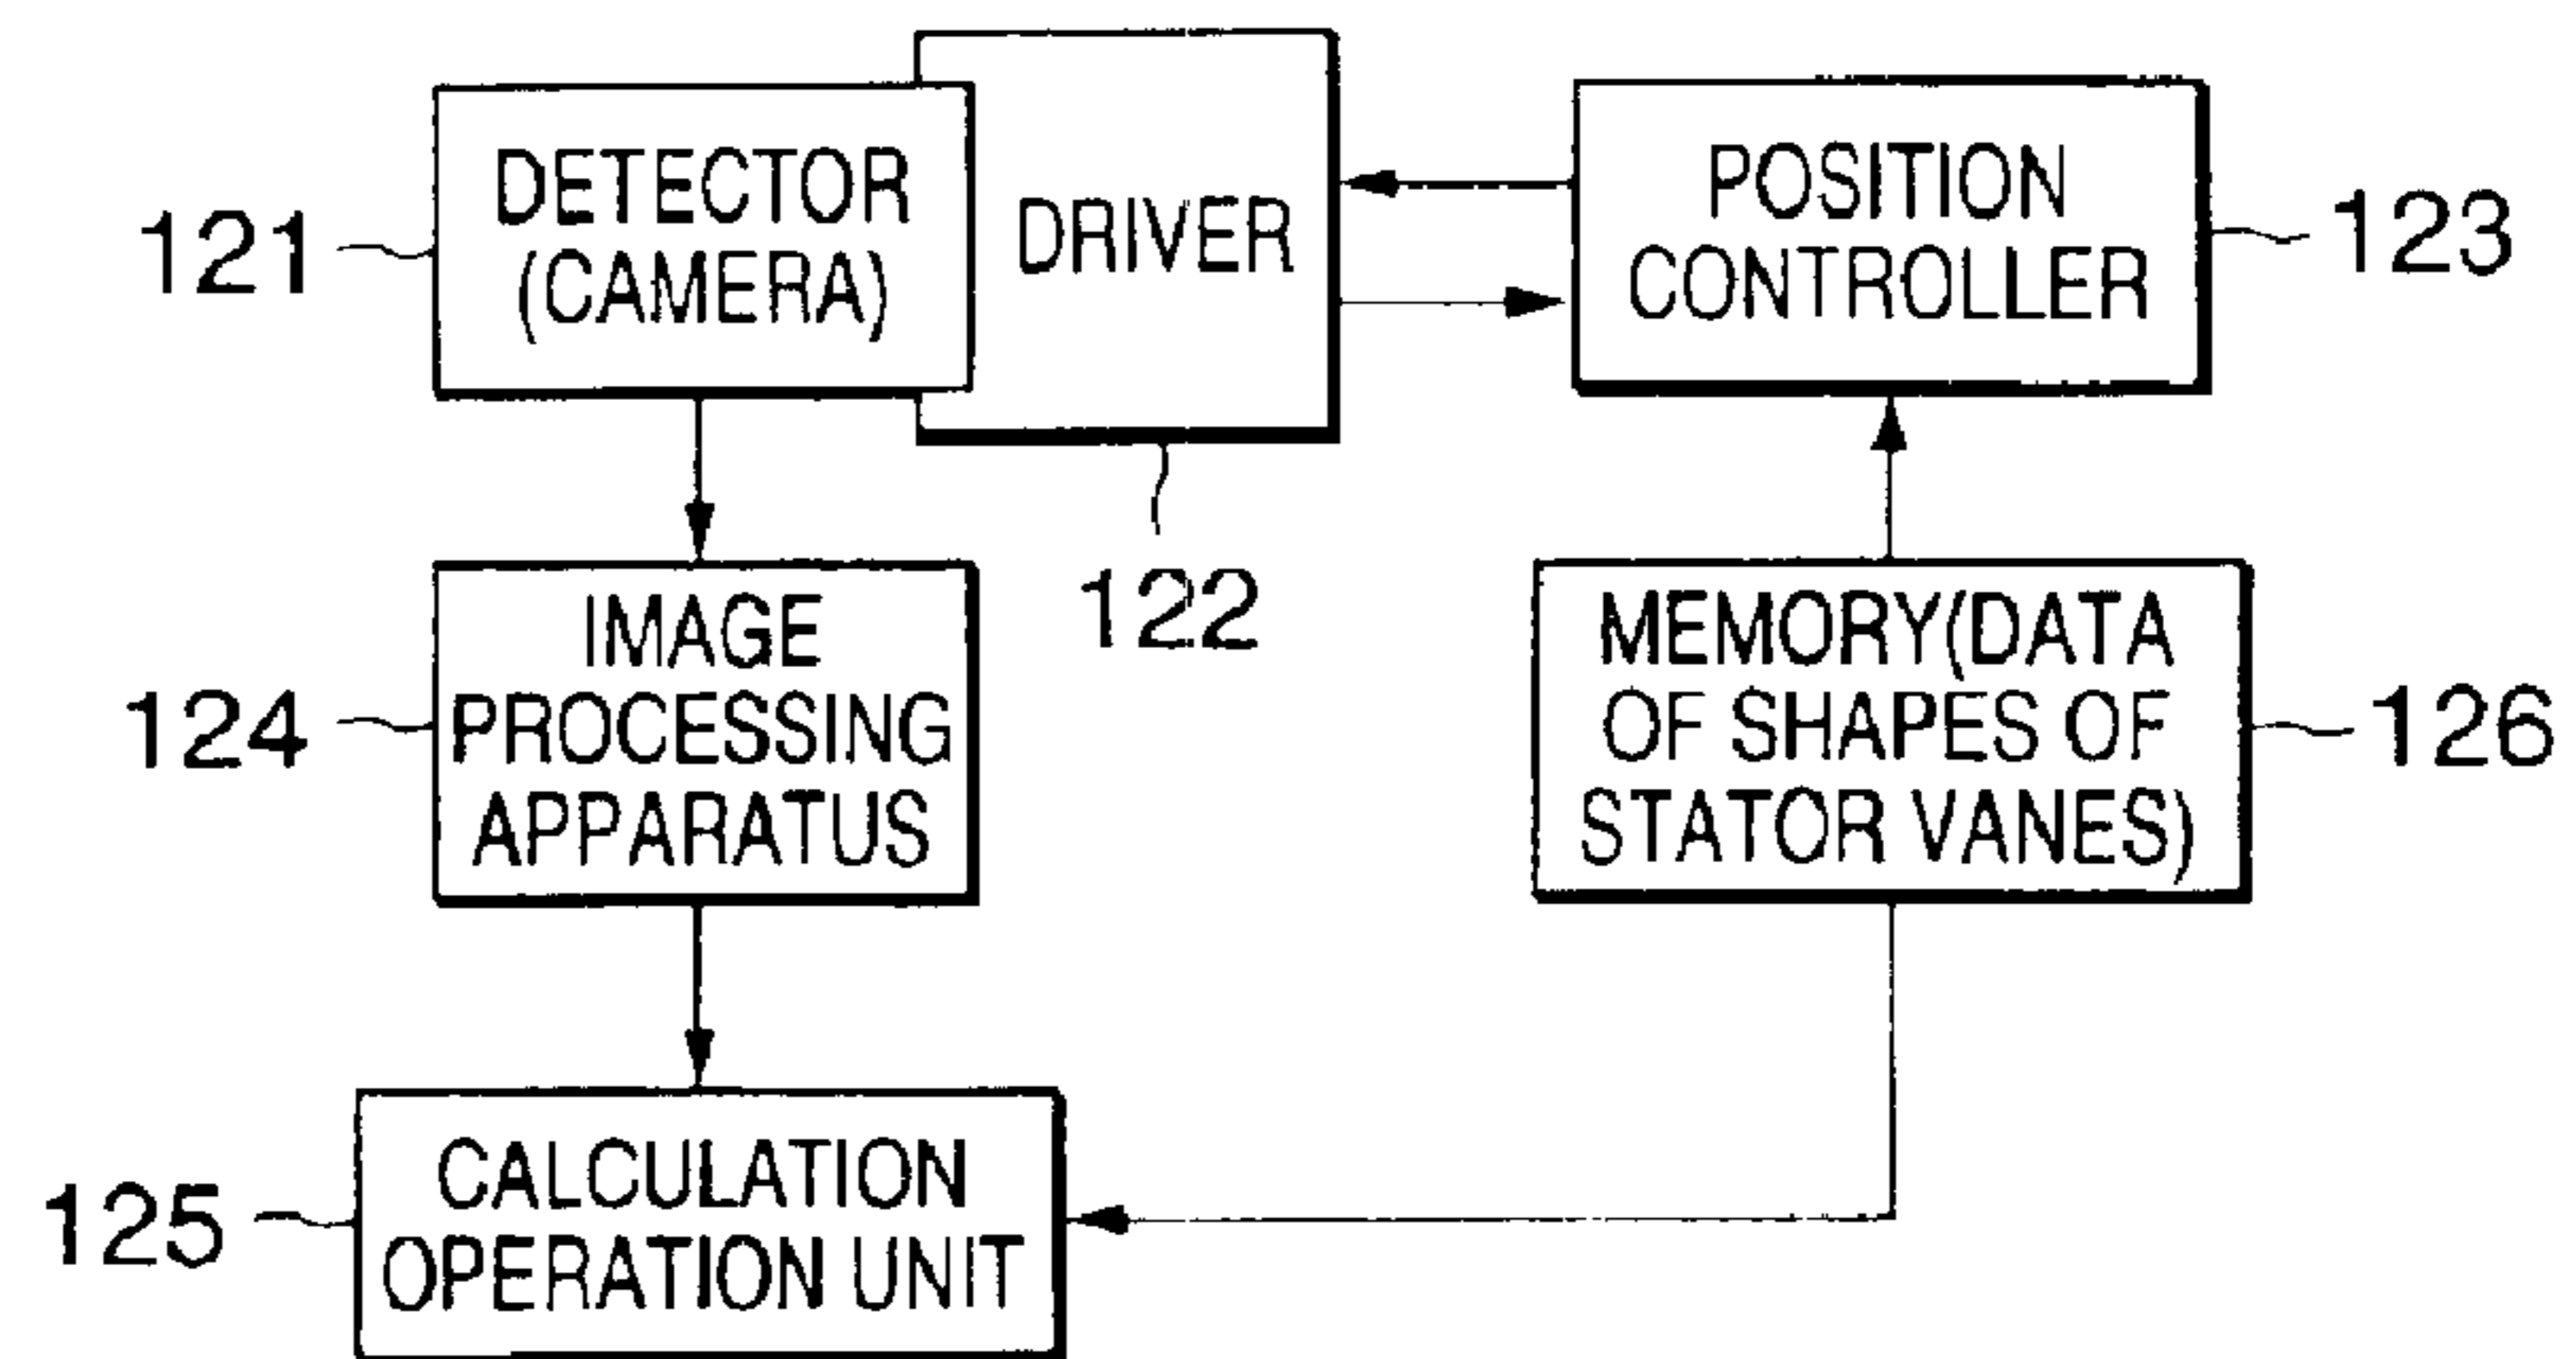 DETECTOR
(CAMERA)
121
DRIVER
122
POSITION
CONTROLLER
123
IMAGE
PROCESSING
APPARATUS
124
MEMORY(DATA
OF SHAPES OF
STATOR VANES)
126
CALCULATION
OPERATION UNIT
125